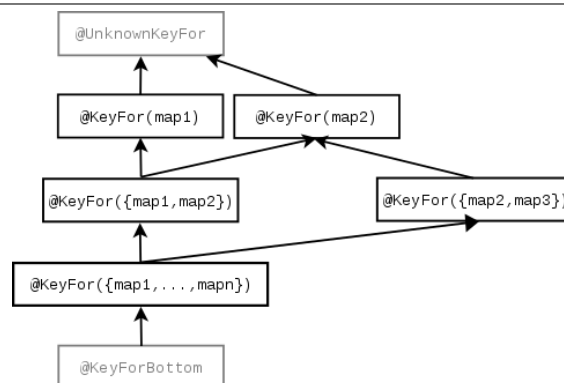 @UnknownKeyFor
@KeyFor(map1)
@KeyFor(map2)
@KeyFor({map1,map2})
@KeyFor({map2,map3})
@KeyFor({map1,...,mapn})
@KeyForBottom